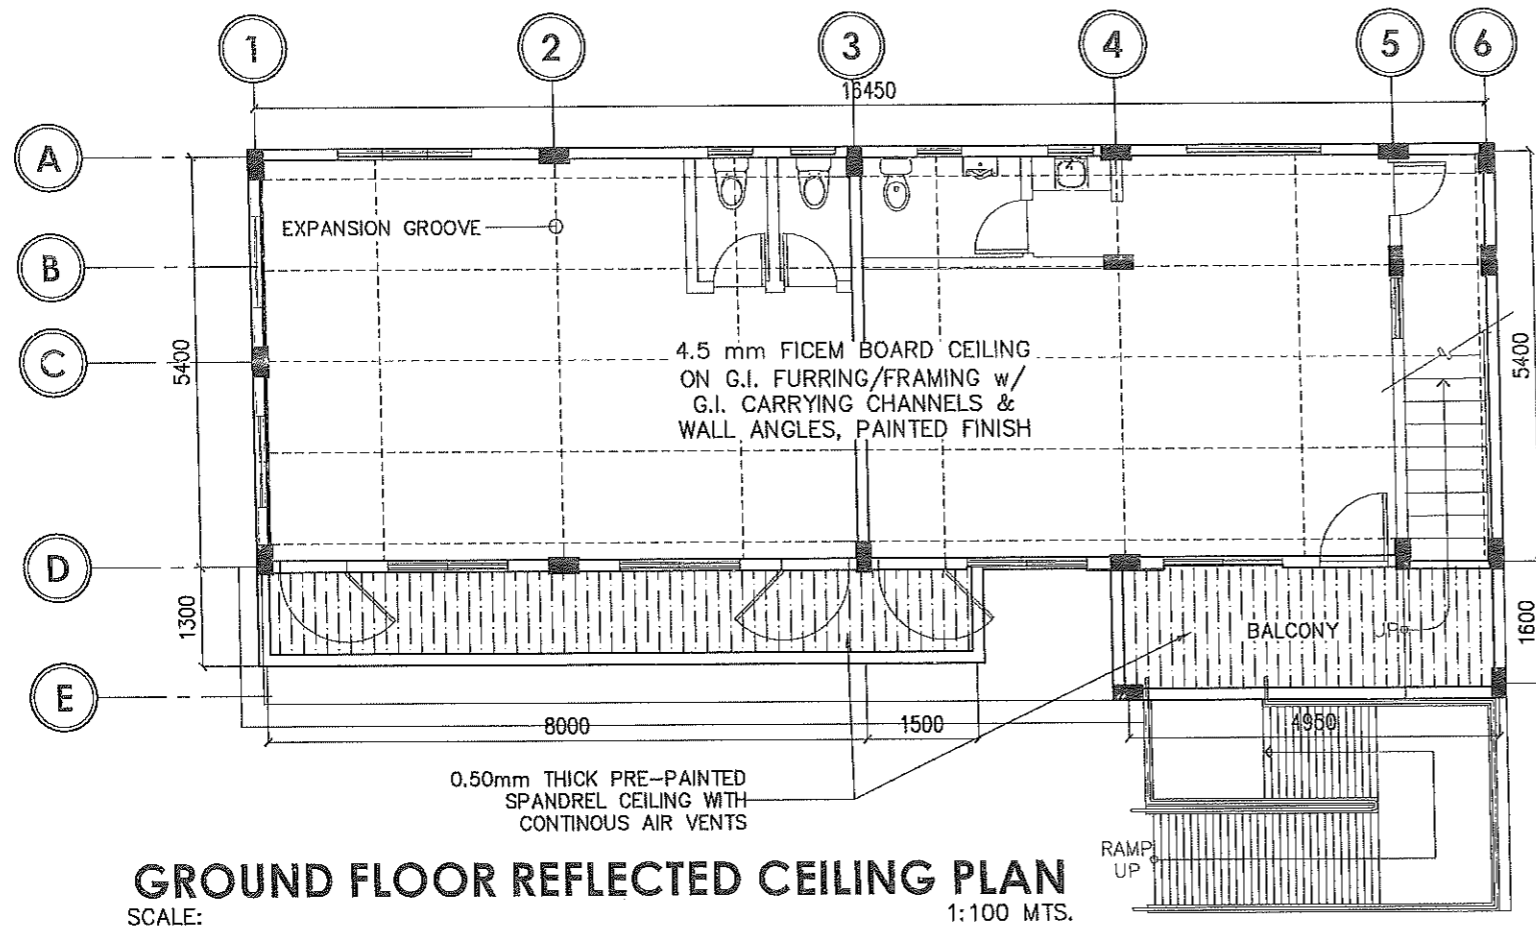 1
2
3
4
5
6
16450
A
EXPANSION GROOVE
B
4.5 mm FICEM BOARD CEILING
ON G.I. FURRING/FRAMING w/
G.I. CARRYING CHANNELS &
WALL ANGLES, PAINTED FINISH
C
5400
5400
D
1300
BALCONY
UP
1600
E
8000
1500
4950
0.50mm THICK PRE-PAINTED
SPANDREL CEILING WITH
CONTINOUS AIR VENTS
RAMP
UP
GROUND FLOOR REFLECTED CEILING PLAN
SCALE:
1:100 MTS.